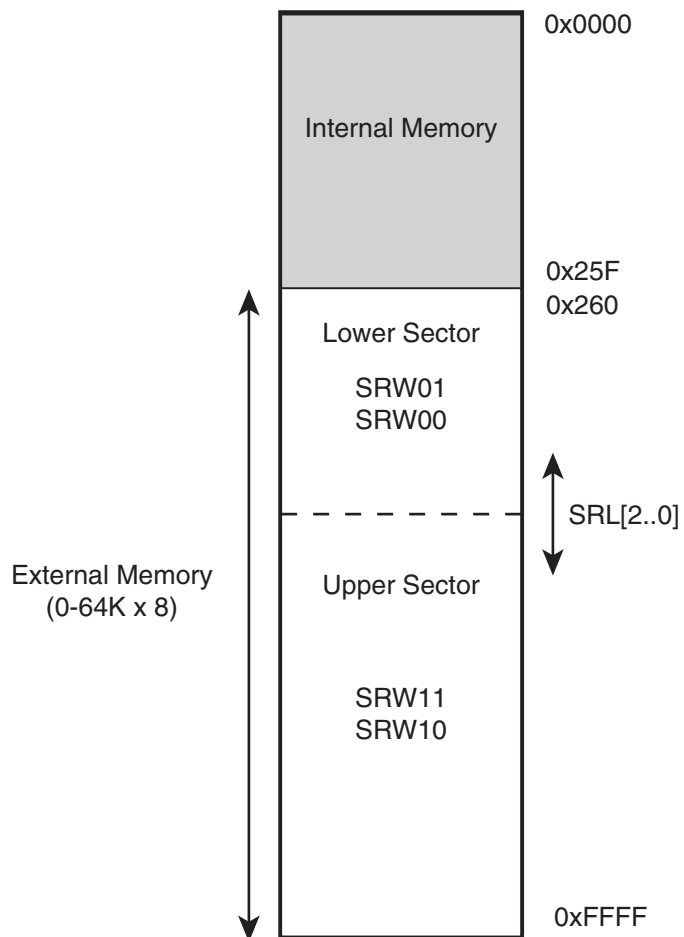 0x0000
Internal Memory
0x25F
0x260
Lower Sector
SRW01
SRW00
SRL[2..0]
External Memory
(0-64K x 8)
Upper Sector
SRW11
SRW10
0xFFFF